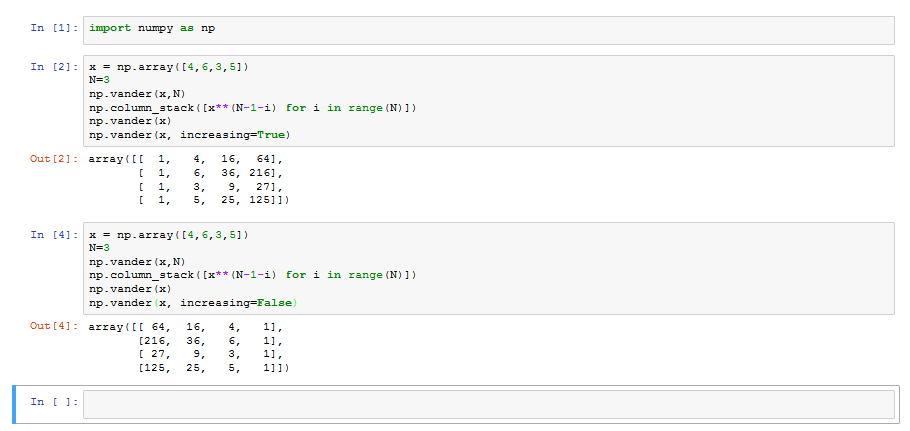 In [1]: import numpy as np
In [2]: x = np.array([4,6,3,5])
N=3
np.vander(x,N)
np.column_stack([x**(N-1-i) for i in range(N)])
np.vander(x)
np.vander(x, increasing=True)
Out[2]: array([[  1,   4,  16,  64],
[  1,   6,  36, 216],
[  1,   3,   9,  27],
[  1,   5,  25, 125]])
In [4]: x = np.array([4,6,3,5])
N=3
np.vander(x,N)
np.column_stack([x**(N-1-i) for i in range(N)])
np.vander(x)
np.vander(x, increasing=False)
Out[4]: array([[ 64,  16,   4,   1],
[216,  36,   6,   1],
[ 27,   9,   3,   1],
[125,  25,   5,   1]])
In [ ]: